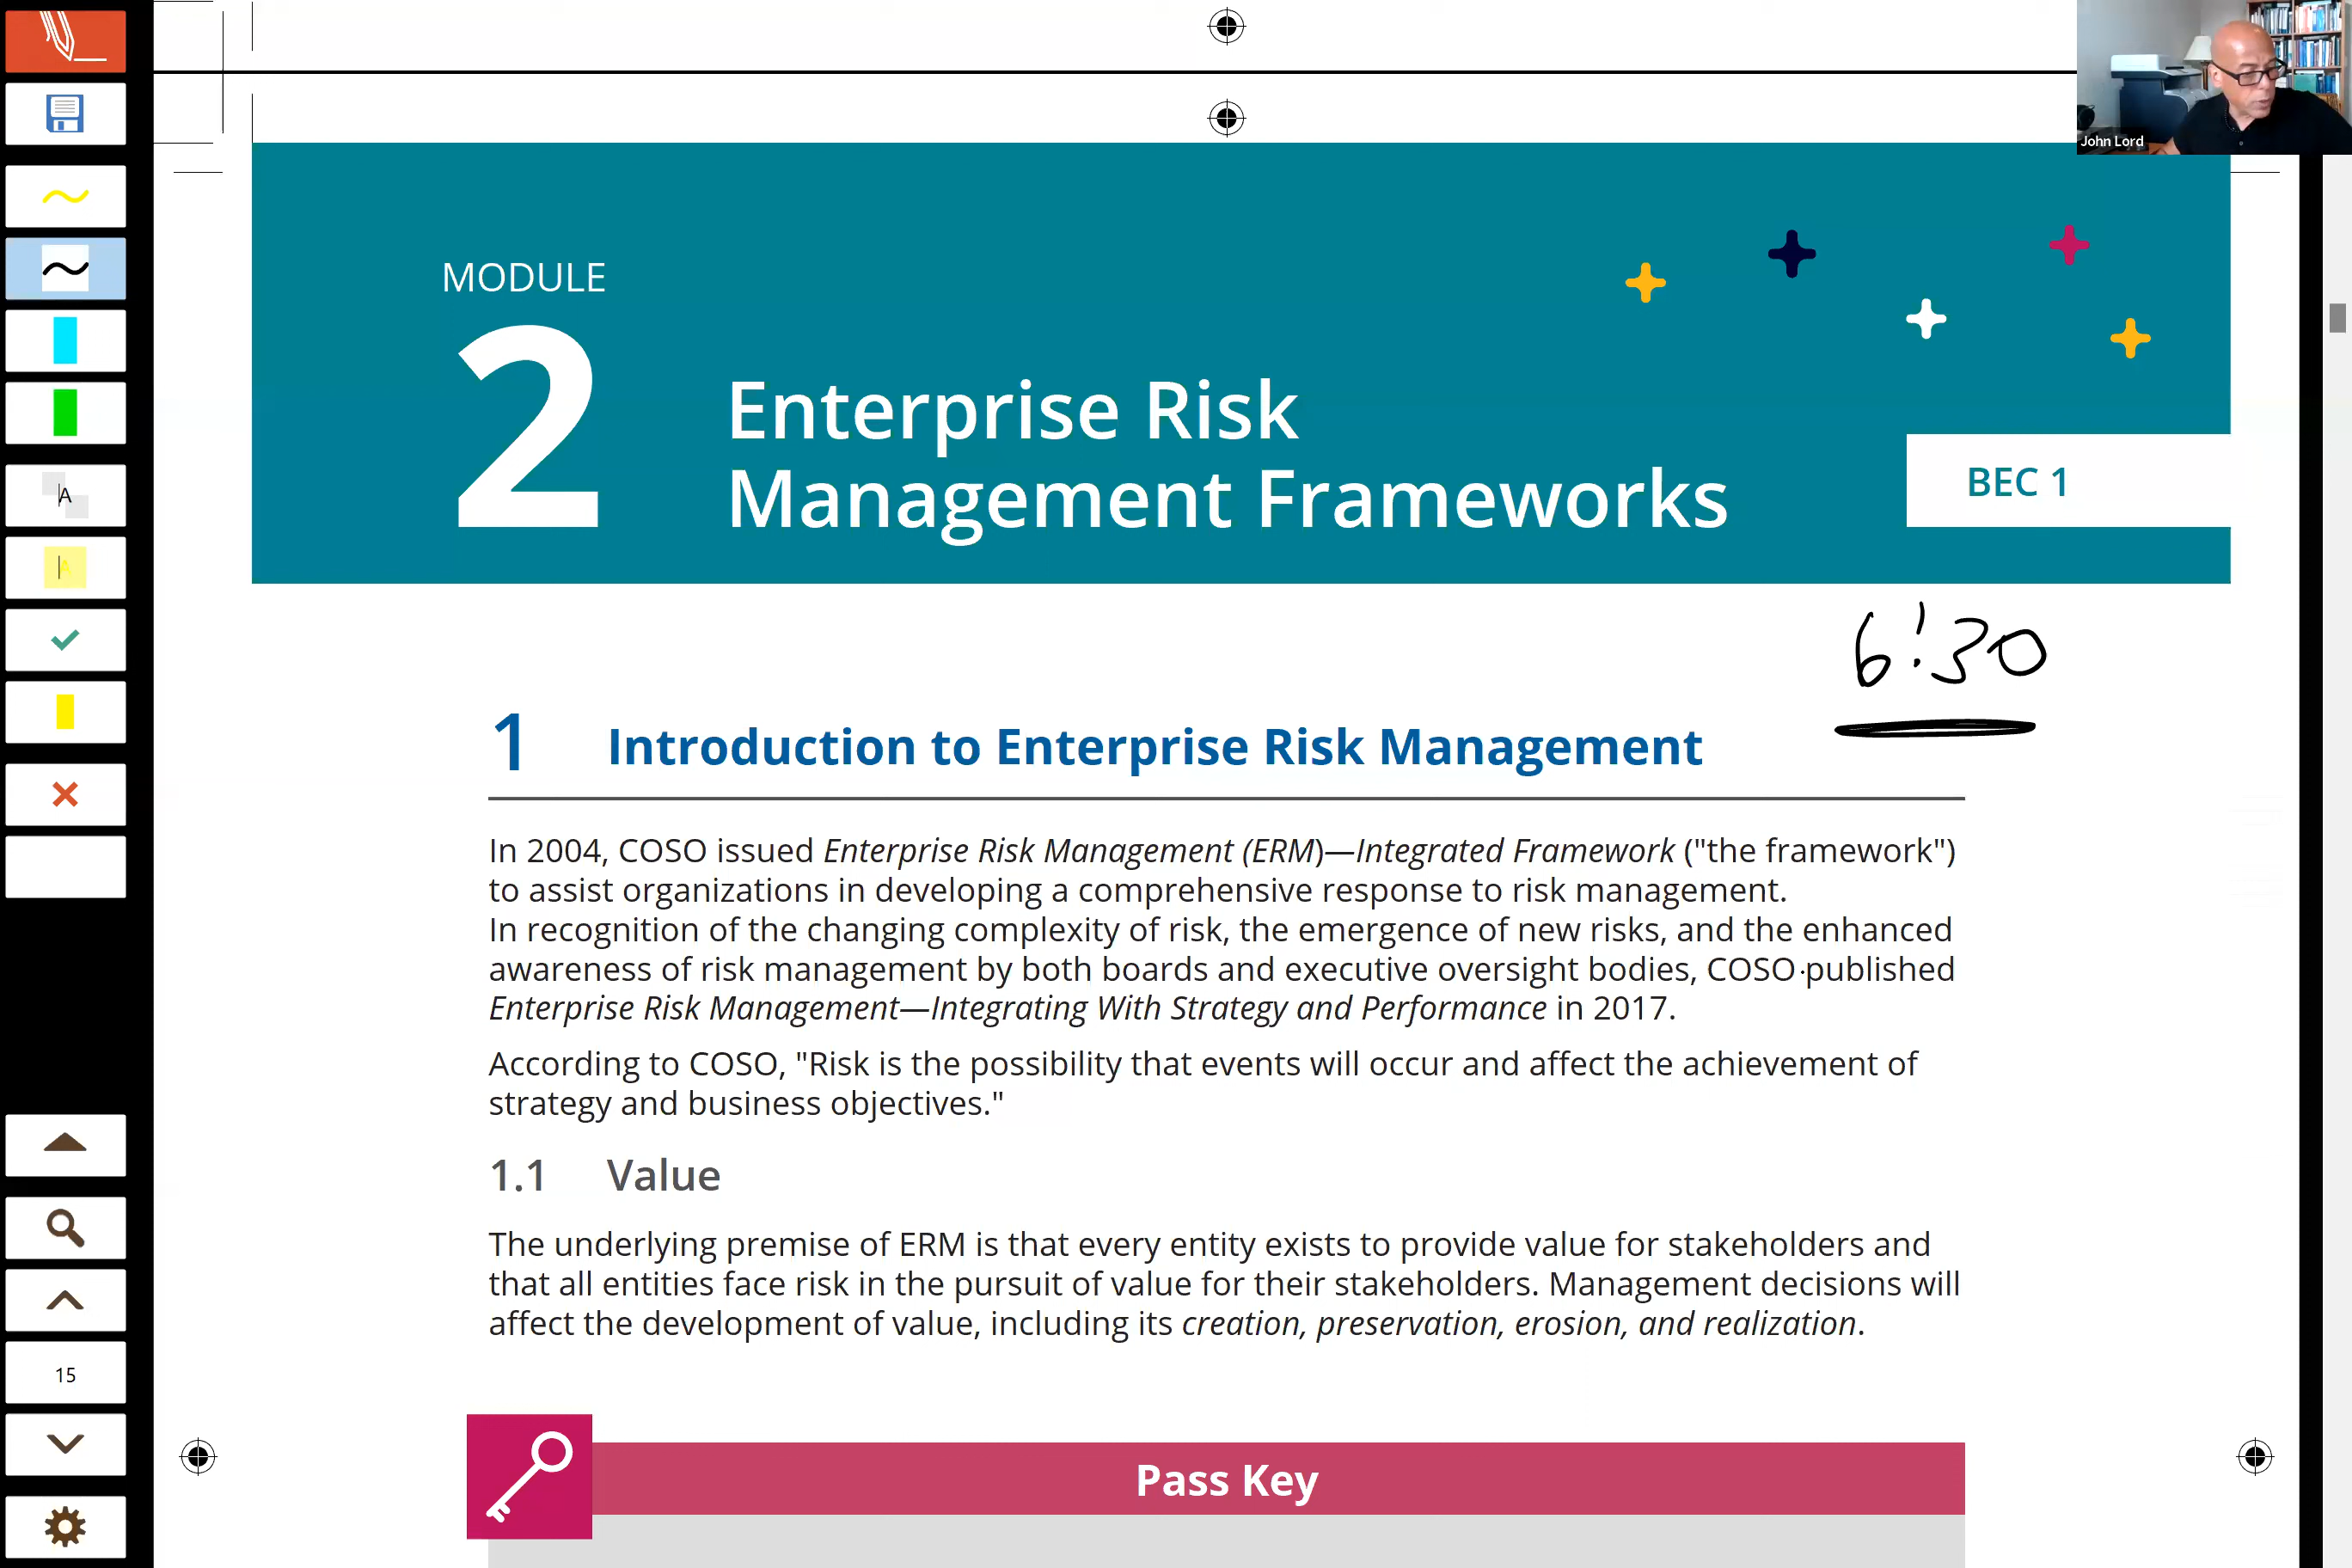 John Lord
MODULE
2
Enterprise Risk
Management Frameworks
BEC 1
6:30
1 Introduction to Enterprise Risk Management
In 2004, COSO issued Enterprise Risk Management (ERM)—Integrated Framework ("the framework")
to assist organizations in developing a comprehensive response to risk management.
In recognition of the changing complexity of risk, the emergence of new risks, and the enhanced
awareness of risk management by both boards and executive oversight bodies, COSO published
Enterprise Risk Management—Integrating With Strategy and Performance in 2017.
According to COSO, "Risk is the possibility that events will occur and affect the achievement of
strategy and business objectives."
1.1 Value
The underlying premise of ERM is that every entity exists to provide value for stakeholders and
that all entities face risk in the pursuit of value for their stakeholders. Management decisions will
affect the development of value, including its creation, preservation, erosion, and realization.
Pass Key
A
A
15